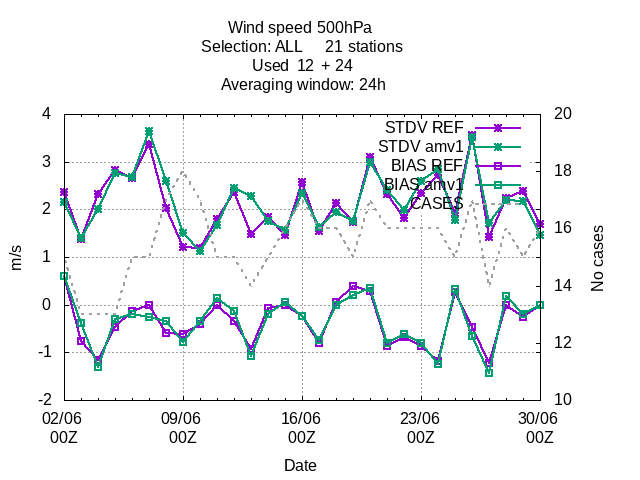 Wind speed 500hPa
Selection: ALL 21 stations
Used 12 + 24
Averaging window: 24h
4
3
2
1
0
-1
-2
m/s
20
18
16
14
12
10
No cases
STDV REF
STDV amv1
BIAS REF
BIAS amv1
CASES
02/06 09/06 16/06 23/06 30/06
00Z 00Z 00Z 00Z 00Z
Date